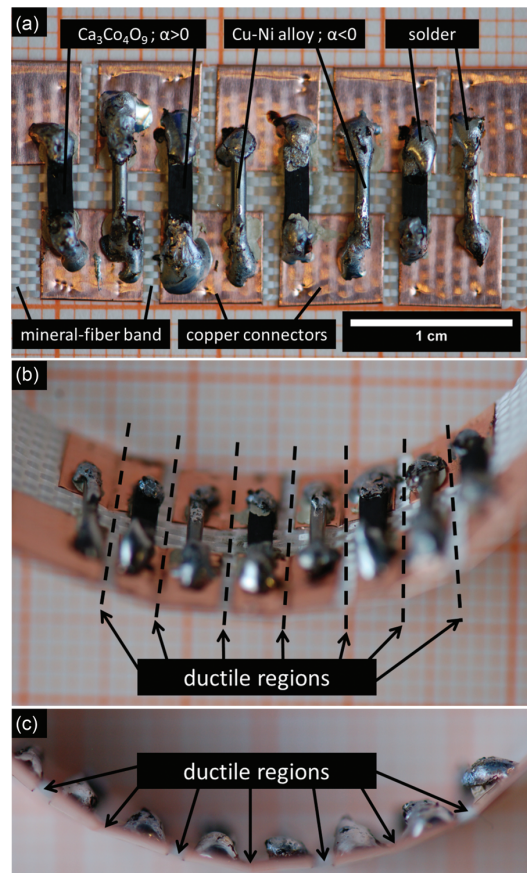 (a)
Ca₃Co₄O₉ ; α>0
Cu-Ni alloy ; α<0
solder
mineral-fiber band
copper connectors
1 cm
(b)
ductile regions
(c)
ductile regions